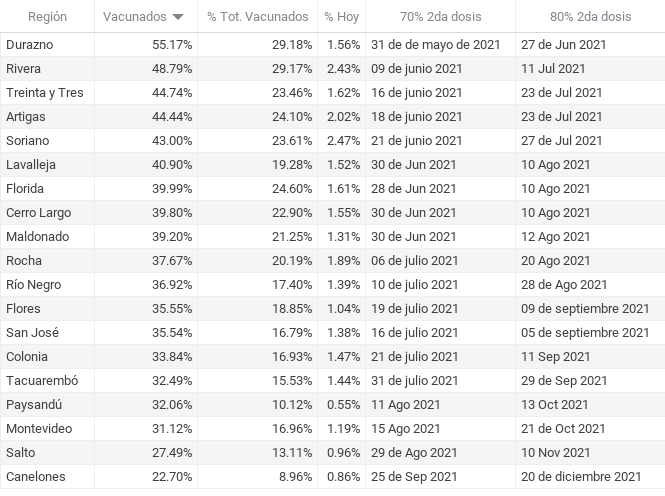 Región Vacunados % Tot. Vacunados % Hoy 70% 2da dosis 80% 2da dosis
Durazno 55.17% 29.18% 1.56% 31 de de mayo de 2021 27 de Jun 2021
Rivera 48.79% 29.17% 2.43% 09 de junio 2021 11 Jul 2021
Treinta y Tres 44.74% 23.46% 1.62% 16 de junio 2021 23 de Jul 2021
Artigas 44.44% 24.10% 2.02% 18 de junio 2021 23 de Jul 2021
Soriano 43.00% 23.61% 2.47% 21 de junio 2021 27 de Jul 2021
Lavalleja 40.90% 19.28% 1.52% 30 de Jun 2021 10 Ago 2021
Florida 39.99% 24.60% 1.61% 28 de Jun 2021 10 Ago 2021
Cerro Largo 39.80% 22.90% 1.55% 30 de Jun 2021 10 Ago 2021
Maldonado 39.20% 21.25% 1.31% 30 de Jun 2021 12 Ago 2021
Rocha 37.67% 20.19% 1.89% 06 de julio 2021 20 Ago 2021
Río Negro 36.92% 17.40% 1.39% 10 de julio 2021 28 de Ago 2021
Flores 35.55% 18.85% 1.04% 19 de julio 2021 09 de septiembre 2021
San José 35.54% 16.79% 1.38% 16 de julio 2021 05 de septiembre 2021
Colonia 33.84% 16.93% 1.47% 21 de julio 2021 11 Sep 2021
Tacuarembó 32.49% 15.53% 1.44% 31 de julio 2021 29 de Sep 2021
Paysandú 32.06% 10.12% 0.55% 11 Ago 2021 13 Oct 2021
Montevideo 31.12% 16.96% 1.19% 15 Ago 2021 21 de Oct 2021
Salto 27.49% 13.11% 0.96% 29 de Ago 2021 10 Nov 2021
Canelones 22.70% 8.96% 0.86% 25 de Sep 2021 20 de diciembre 2021